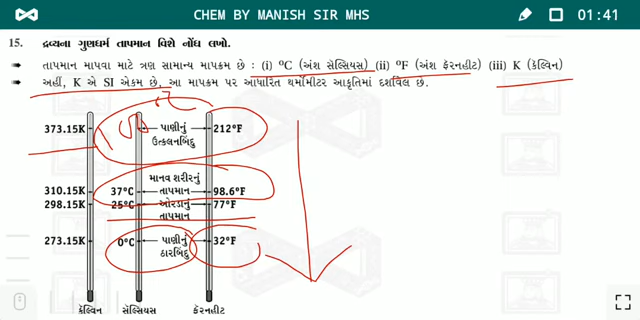 CHEM BY MANISH SIR MHS
01:41
15. દ્રવ્યના ગુણધર્મ તાપમાન વિશે નોંધ લખો.
➡ તાપમાન માપવા માટે ત્રણ સામાન્ય માપક્રમ છે : (i) °C (અંશ સેલ્સિયસ) (ii) °F (અંશ ફેરનહીટ) (iii) K (કેલ્વિન)
➡ અહીં, K એ SI એકમ છે. આ માપક્રમ પર આધારિત થર્મોમીટર આકૃતિમાં દર્શાવેલ છે.
373.15K પાણીનું ઉત્કલનબિંદુ 212°F
310.15K 37°C માનવ શરીરનું તાપમાન 98.6°F
298.15K 25°C ઓરડાનું તાપમાન 77°F
273.15K 0°C પાણીનું ઠારબિંદુ 32°F
કેલ્વિન સેલ્સિયસ ફેરનહીટ